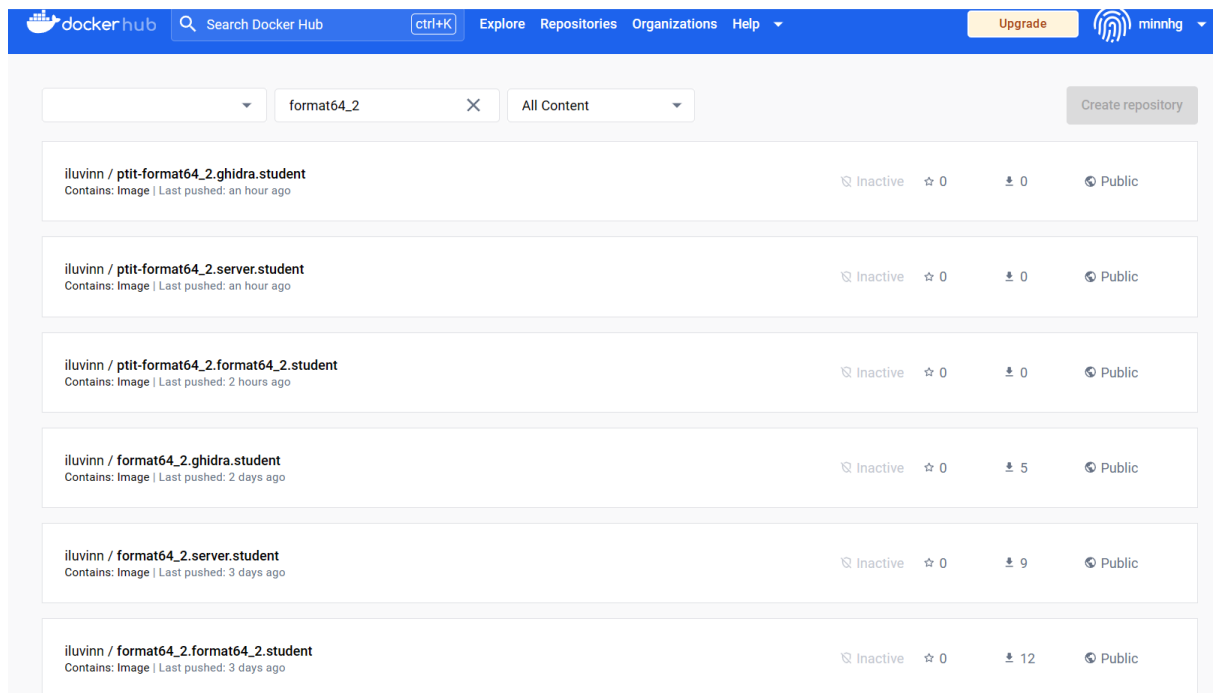 dockerhub Search Docker Hub ctrl+K Explore Repositories Organizations Help Upgrade minnhg
format64_2 All Content Create repository
iluvinn / ptit-format64_2.ghidra.student
Contains: Image | Last pushed: an hour ago
Inactive 0 0 Public
iluvinn / ptit-format64_2.server.student
Contains: Image | Last pushed: an hour ago
Inactive 0 0 Public
iluvinn / ptit-format64_2.format64_2.student
Contains: Image | Last pushed: 2 hours ago
Inactive 0 0 Public
iluvinn / format64_2.ghidra.student
Contains: Image | Last pushed: 2 days ago
Inactive 0 5 Public
iluvinn / format64_2.server.student
Contains: Image | Last pushed: 3 days ago
Inactive 0 9 Public
iluvinn / format64_2.format64_2.student
Contains: Image | Last pushed: 3 days ago
Inactive 0 12 Public